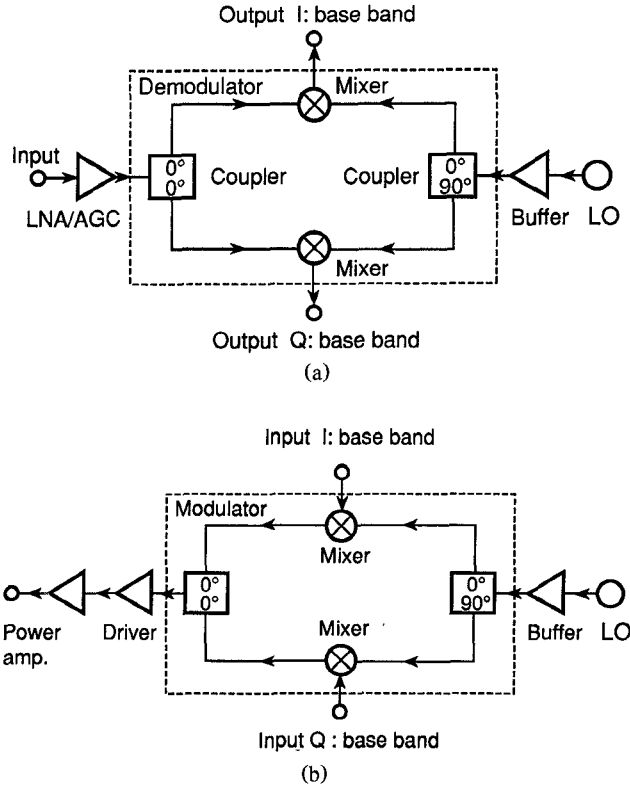 Output I: base band
Demodulator
Mixer
Input
0°
0°
Coupler
Coupler
0°
90°
LNA/AGC
Buffer
LO
Mixer
Output Q: base band
(a)
Input I: base band
Modulator
Mixer
0°
0°
0°
90°
Power
amp.
Driver
Mixer
Buffer
LO
Input Q : base band
(b)